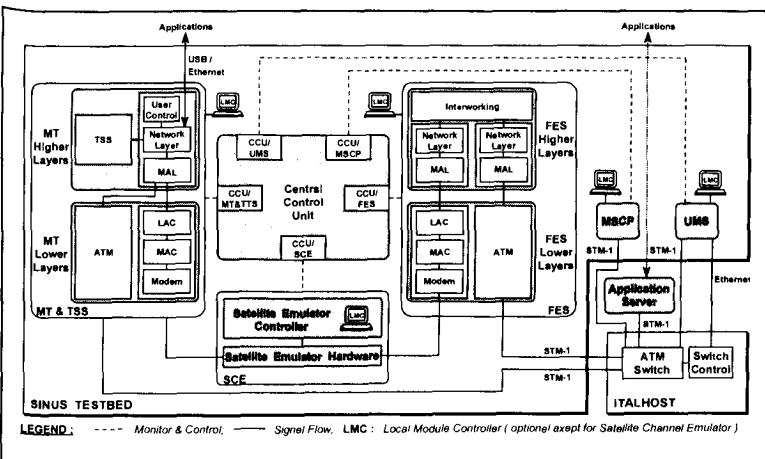 Applications
Applications
USB /
Ethernet
MT
Higher
Layers
TSS
User
Control
Network
Layer
MAL
LMC
CCU/
UMS
CCU/
MSCP
CCU/
MT&TTS
Central
Control
Unit
CCU/
FES
CCU/
SCE
LMC
Interworking
Network
Layer
Network
Layer
MAL
MAL
FES
Higher
Layers
MT
Lower
Layers
ATM
LAC
MAC
Modem
MT & TSS
LAC
MAC
Modem
ATM
FES
Lower
Layers
FES
LMC
MSCP
LMC
UMS
STM-1
STM-1
Ethernet
Application
Server
STM-1
Satellite Emulator
Controller
LMC
Satellite Emulator Hardware
SCE
STM-1
STM-1
ATM
Switch
Switch
Control
ITALHOST
SINUS TESTBED
LEGEND : ---- Monitor & Control, —— Signel Flow, LMC : Local Module Controller ( optionel axept for Satellite Channel Emulator )